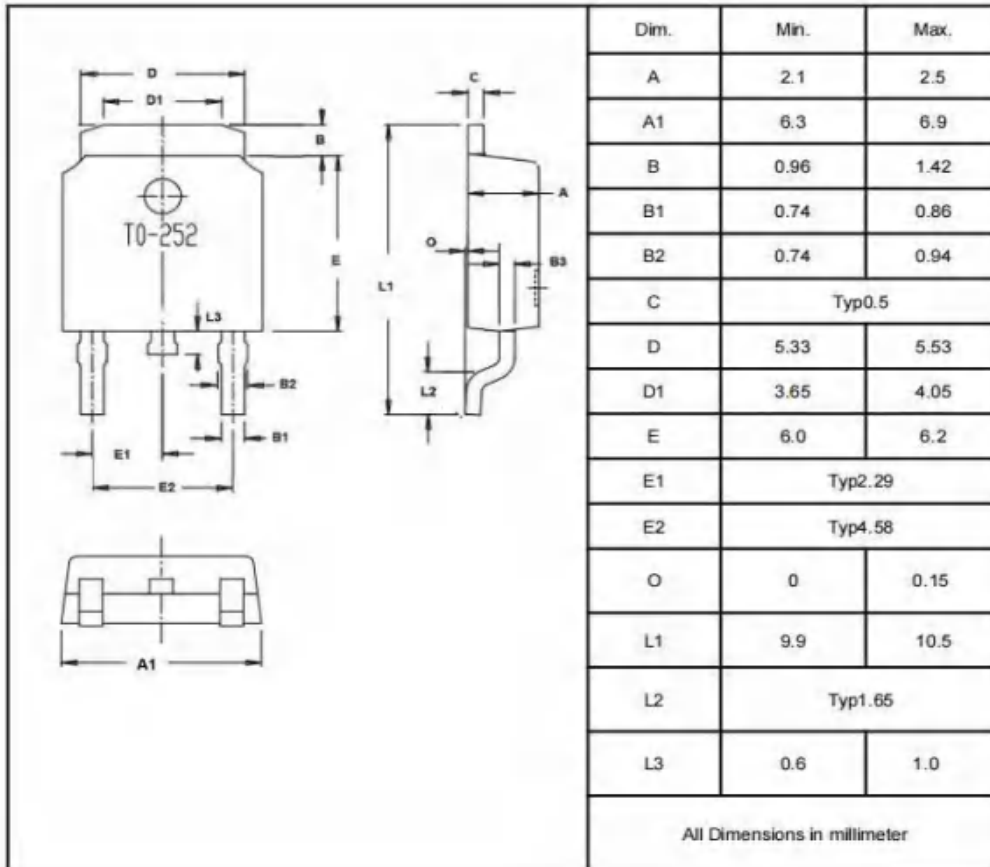 D
D1
B
TO-252
E
L3
B2
B1
E1
E2
A1
C
A
O
B3
L1
L2
Dim. Min. Max.
A 2.1 2.5
A1 6.3 6.9
B 0.96 1.42
B1 0.74 0.86
B2 0.74 0.94
C Typ0.5
D 5.33 5.53
D1 3.65 4.05
E 6.0 6.2
E1 Typ2.29
E2 Typ4.58
O 0 0.15
L1 9.9 10.5
L2 Typ1.65
L3 0.6 1.0
All Dimensions in millimeter